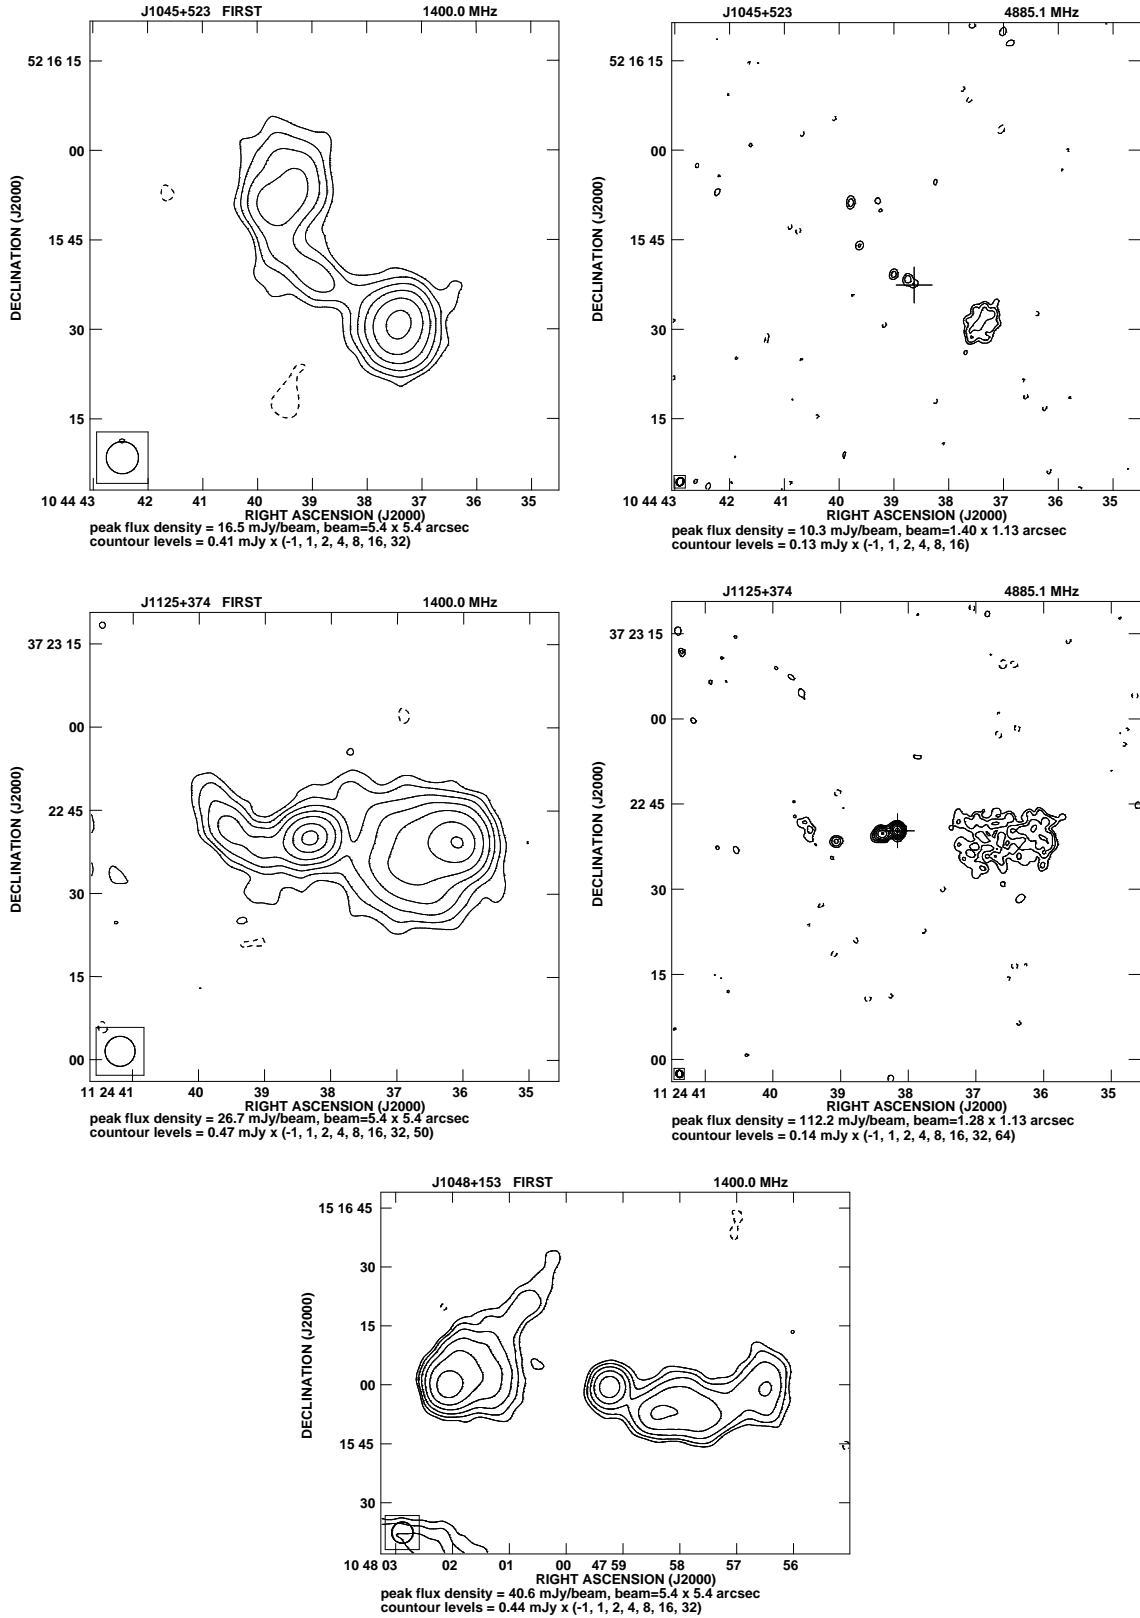 J1045+523 FIRST 1400.0 MHz
DECLINATION (J2000)
52 16 15
00
15 45
30
15
10 44 43 42 41 40 39 38 37 36 35
RIGHT ASCENSION (J2000)
peak flux density = 16.5 mJy/beam, beam=5.4 x 5.4 arcsec
countour levels = 0.41 mJy x (-1, 1, 2, 4, 8, 16, 32)
J1045+523 4885.1 MHz
DECLINATION (J2000)
52 16 15
00
15 45
30
15
10 44 43 42 41 40 39 38 37 36 35
RIGHT ASCENSION (J2000)
peak flux density = 10.3 mJy/beam, beam=1.40 x 1.13 arcsec
countour levels = 0.13 mJy x (-1, 1, 2, 4, 8, 16)
J1125+374 FIRST 1400.0 MHz
DECLINATION (J2000)
37 23 15
00
22 45
30
15
00
11 24 41 40 39 38 37 36 35
RIGHT ASCENSION (J2000)
peak flux density = 26.7 mJy/beam, beam=5.4 x 5.4 arcsec
countour levels = 0.47 mJy x (-1, 1, 2, 4, 8, 16, 32, 50)
J1125+374 4885.1 MHz
DECLINATION (J2000)
37 23 15
00
22 45
30
15
00
11 24 41 40 39 38 37 36 35
RIGHT ASCENSION (J2000)
peak flux density = 112.2 mJy/beam, beam=1.28 x 1.13 arcsec
countour levels = 0.14 mJy x (-1, 1, 2, 4, 8, 16, 32, 64)
J1048+153 FIRST 1400.0 MHz
DECLINATION (J2000)
15 16 45
30
15
00
15 45
30
10 48 03 02 01 00 47 59 58 57 56
RIGHT ASCENSION (J2000)
peak flux density = 40.6 mJy/beam, beam=5.4 x 5.4 arcsec
countour levels = 0.44 mJy x (-1, 1, 2, 4, 8, 16, 32)